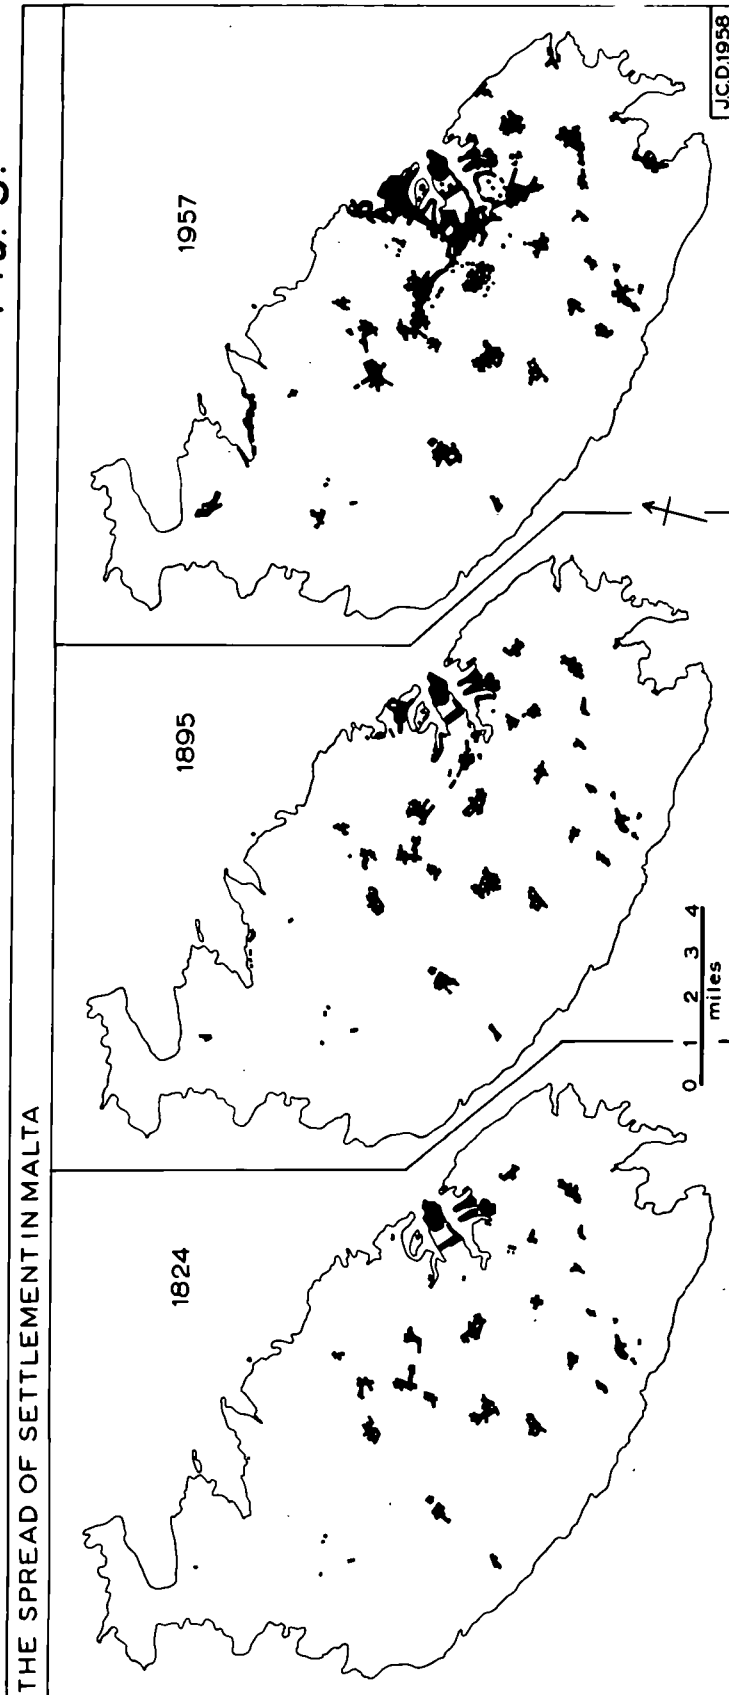 THE SPREAD OF SETTLEMENT IN MALTA
1824
1895
1957
0 1 2 3 4
miles
J.C.D.1958